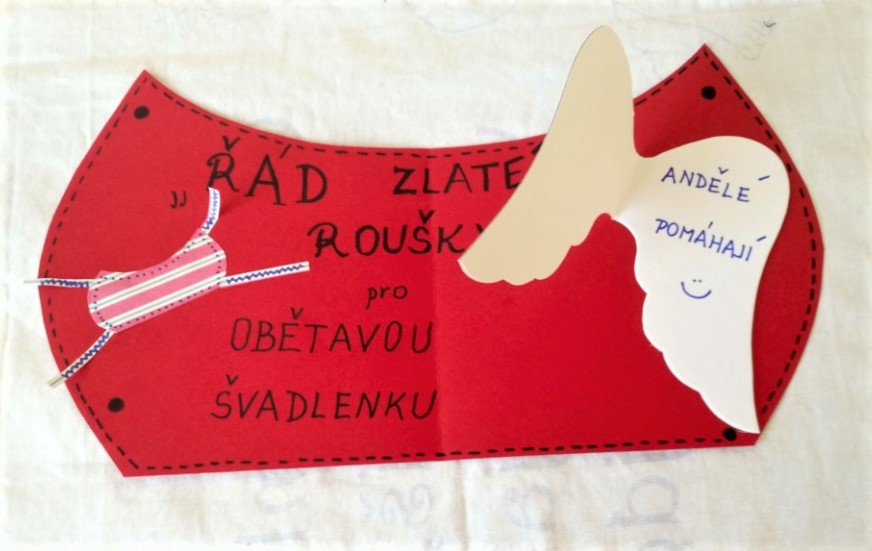 „ŘÁD ZLATÉ
ROUŠKY
pro
OBĚTAVOU
ŠVADLENKU
ANDĚLÉ
POMÁHAJÍ